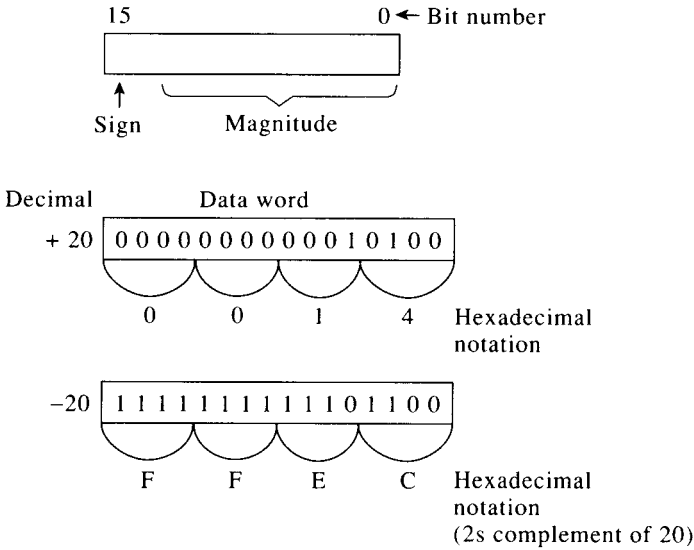 15 0 ← Bit number
Sign Magnitude
Decimal Data word
+ 20 0 0 0 0 0 0 0 0 0 0 0 1 0 1 0 0
0 0 1 4 Hexadecimal
notation
−20 1 1 1 1 1 1 1 1 1 1 1 0 1 1 0 0
F F E C Hexadecimal
notation
(2s complement of 20)